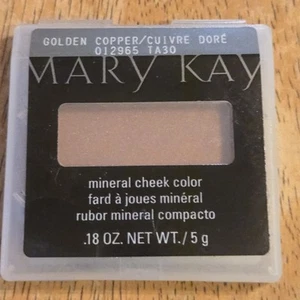 GOLDEN COPPER/CUIVRE DORÉ
012965 TA30
MARY KAY
mineral cheek color
fard à joues minéral
rubor mineral compacto
.18 OZ. NET WT./5 g